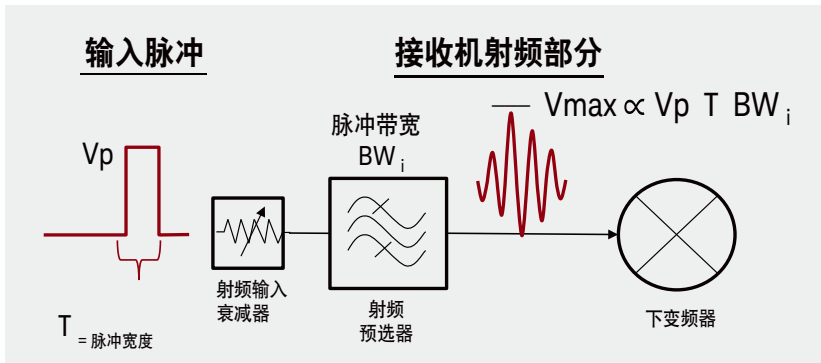 输入脉冲
接收机射频部分
Vmax ∝ Vp T BW i
脉冲带宽
BW i
Vp
射频输入
衰减器
射频
预选器
下变频器
T = 脉冲宽度